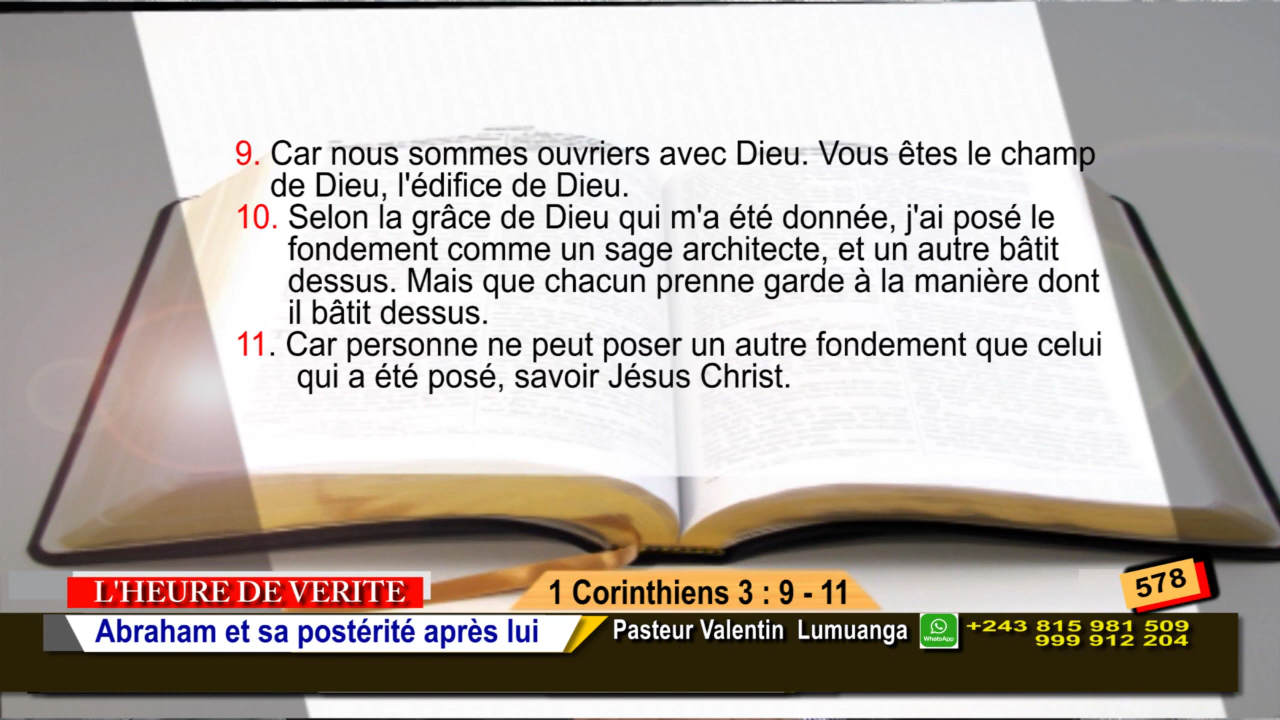 9. Car nous sommes ouvriers avec Dieu. Vous êtes le champ
de Dieu, l'édifice de Dieu.
10. Selon la grâce de Dieu qui m'a été donnée, j'ai posé le
fondement comme un sage architecte, et un autre bâtit
dessus. Mais que chacun prenne garde à la manière dont
il bâtit dessus.
11. Car personne ne peut poser un autre fondement que celui
qui a été posé, savoir Jésus Christ.
L'HEURE DE VERITE
1 Corinthiens 3 : 9 - 11
578
Abraham et sa postérité après lui
Pasteur Valentin Lumuanga
WhatsApp
+243 815 981 509
999 912 204